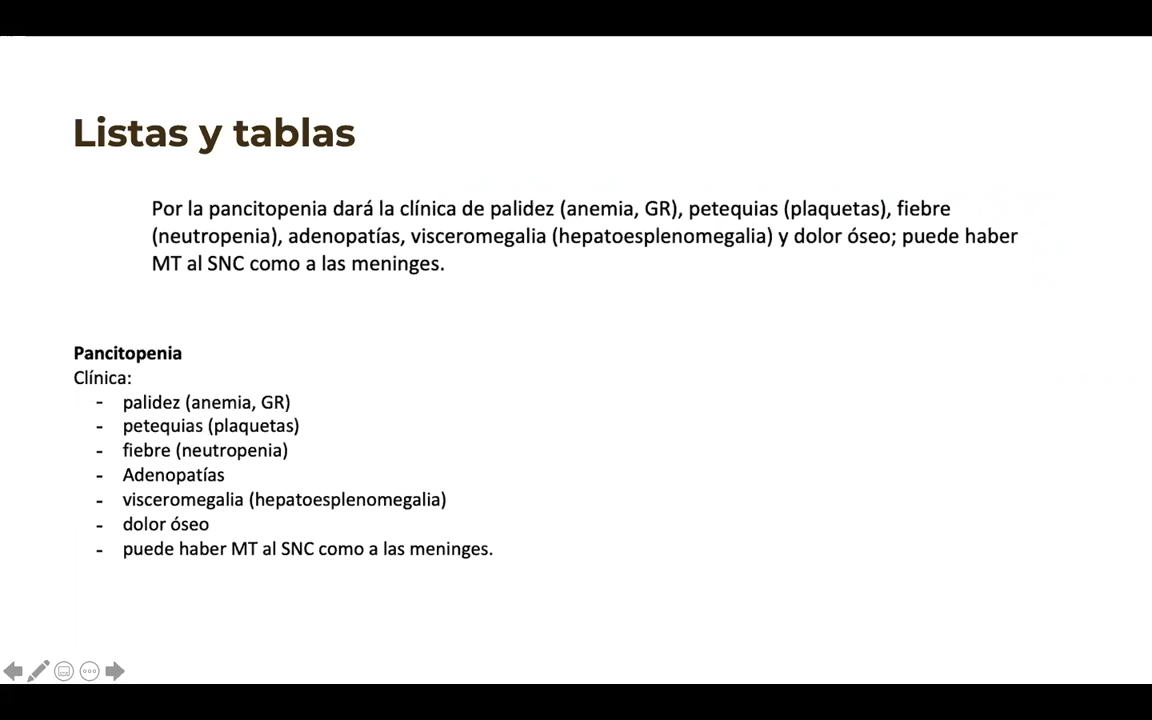 Listas y tablas
Por la pancitopenia dará la clínica de palidez (anemia, GR), petequias (plaquetas), fiebre
(neutropenia), adenopatías, visceromegalia (hepatoesplenomegalia) y dolor óseo; puede haber
MT al SNC como a las meninges.
Pancitopenia
Clínica:
- palidez (anemia, GR)
- petequias (plaquetas)
- fiebre (neutropenia)
- Adenopatías
- visceromegalia (hepatoesplenomegalia)
- dolor óseo
- puede haber MT al SNC como a las meninges.